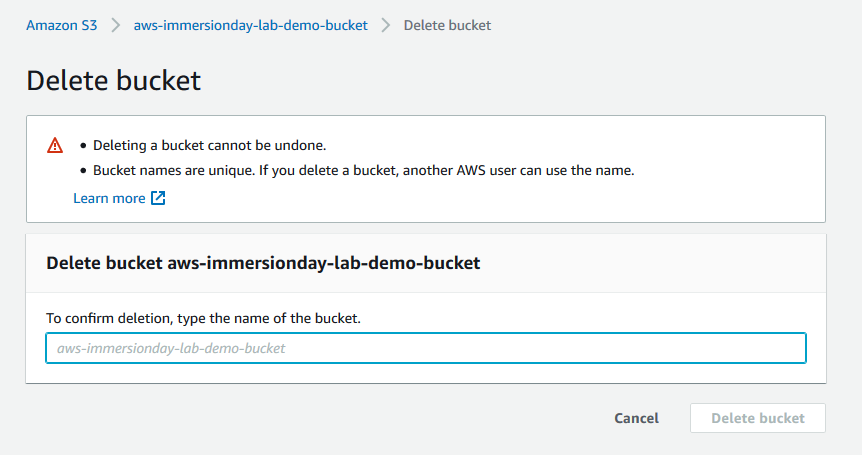 Amazon S3 > aws-immersionday-lab-demo-bucket > Delete bucket
Delete bucket
• Deleting a bucket cannot be undone.
• Bucket names are unique. If you delete a bucket, another AWS user can use the name.
Learn more
Delete bucket aws-immersionday-lab-demo-bucket
To confirm deletion, type the name of the bucket.
aws-immersionday-lab-demo-bucket
Cancel Delete bucket